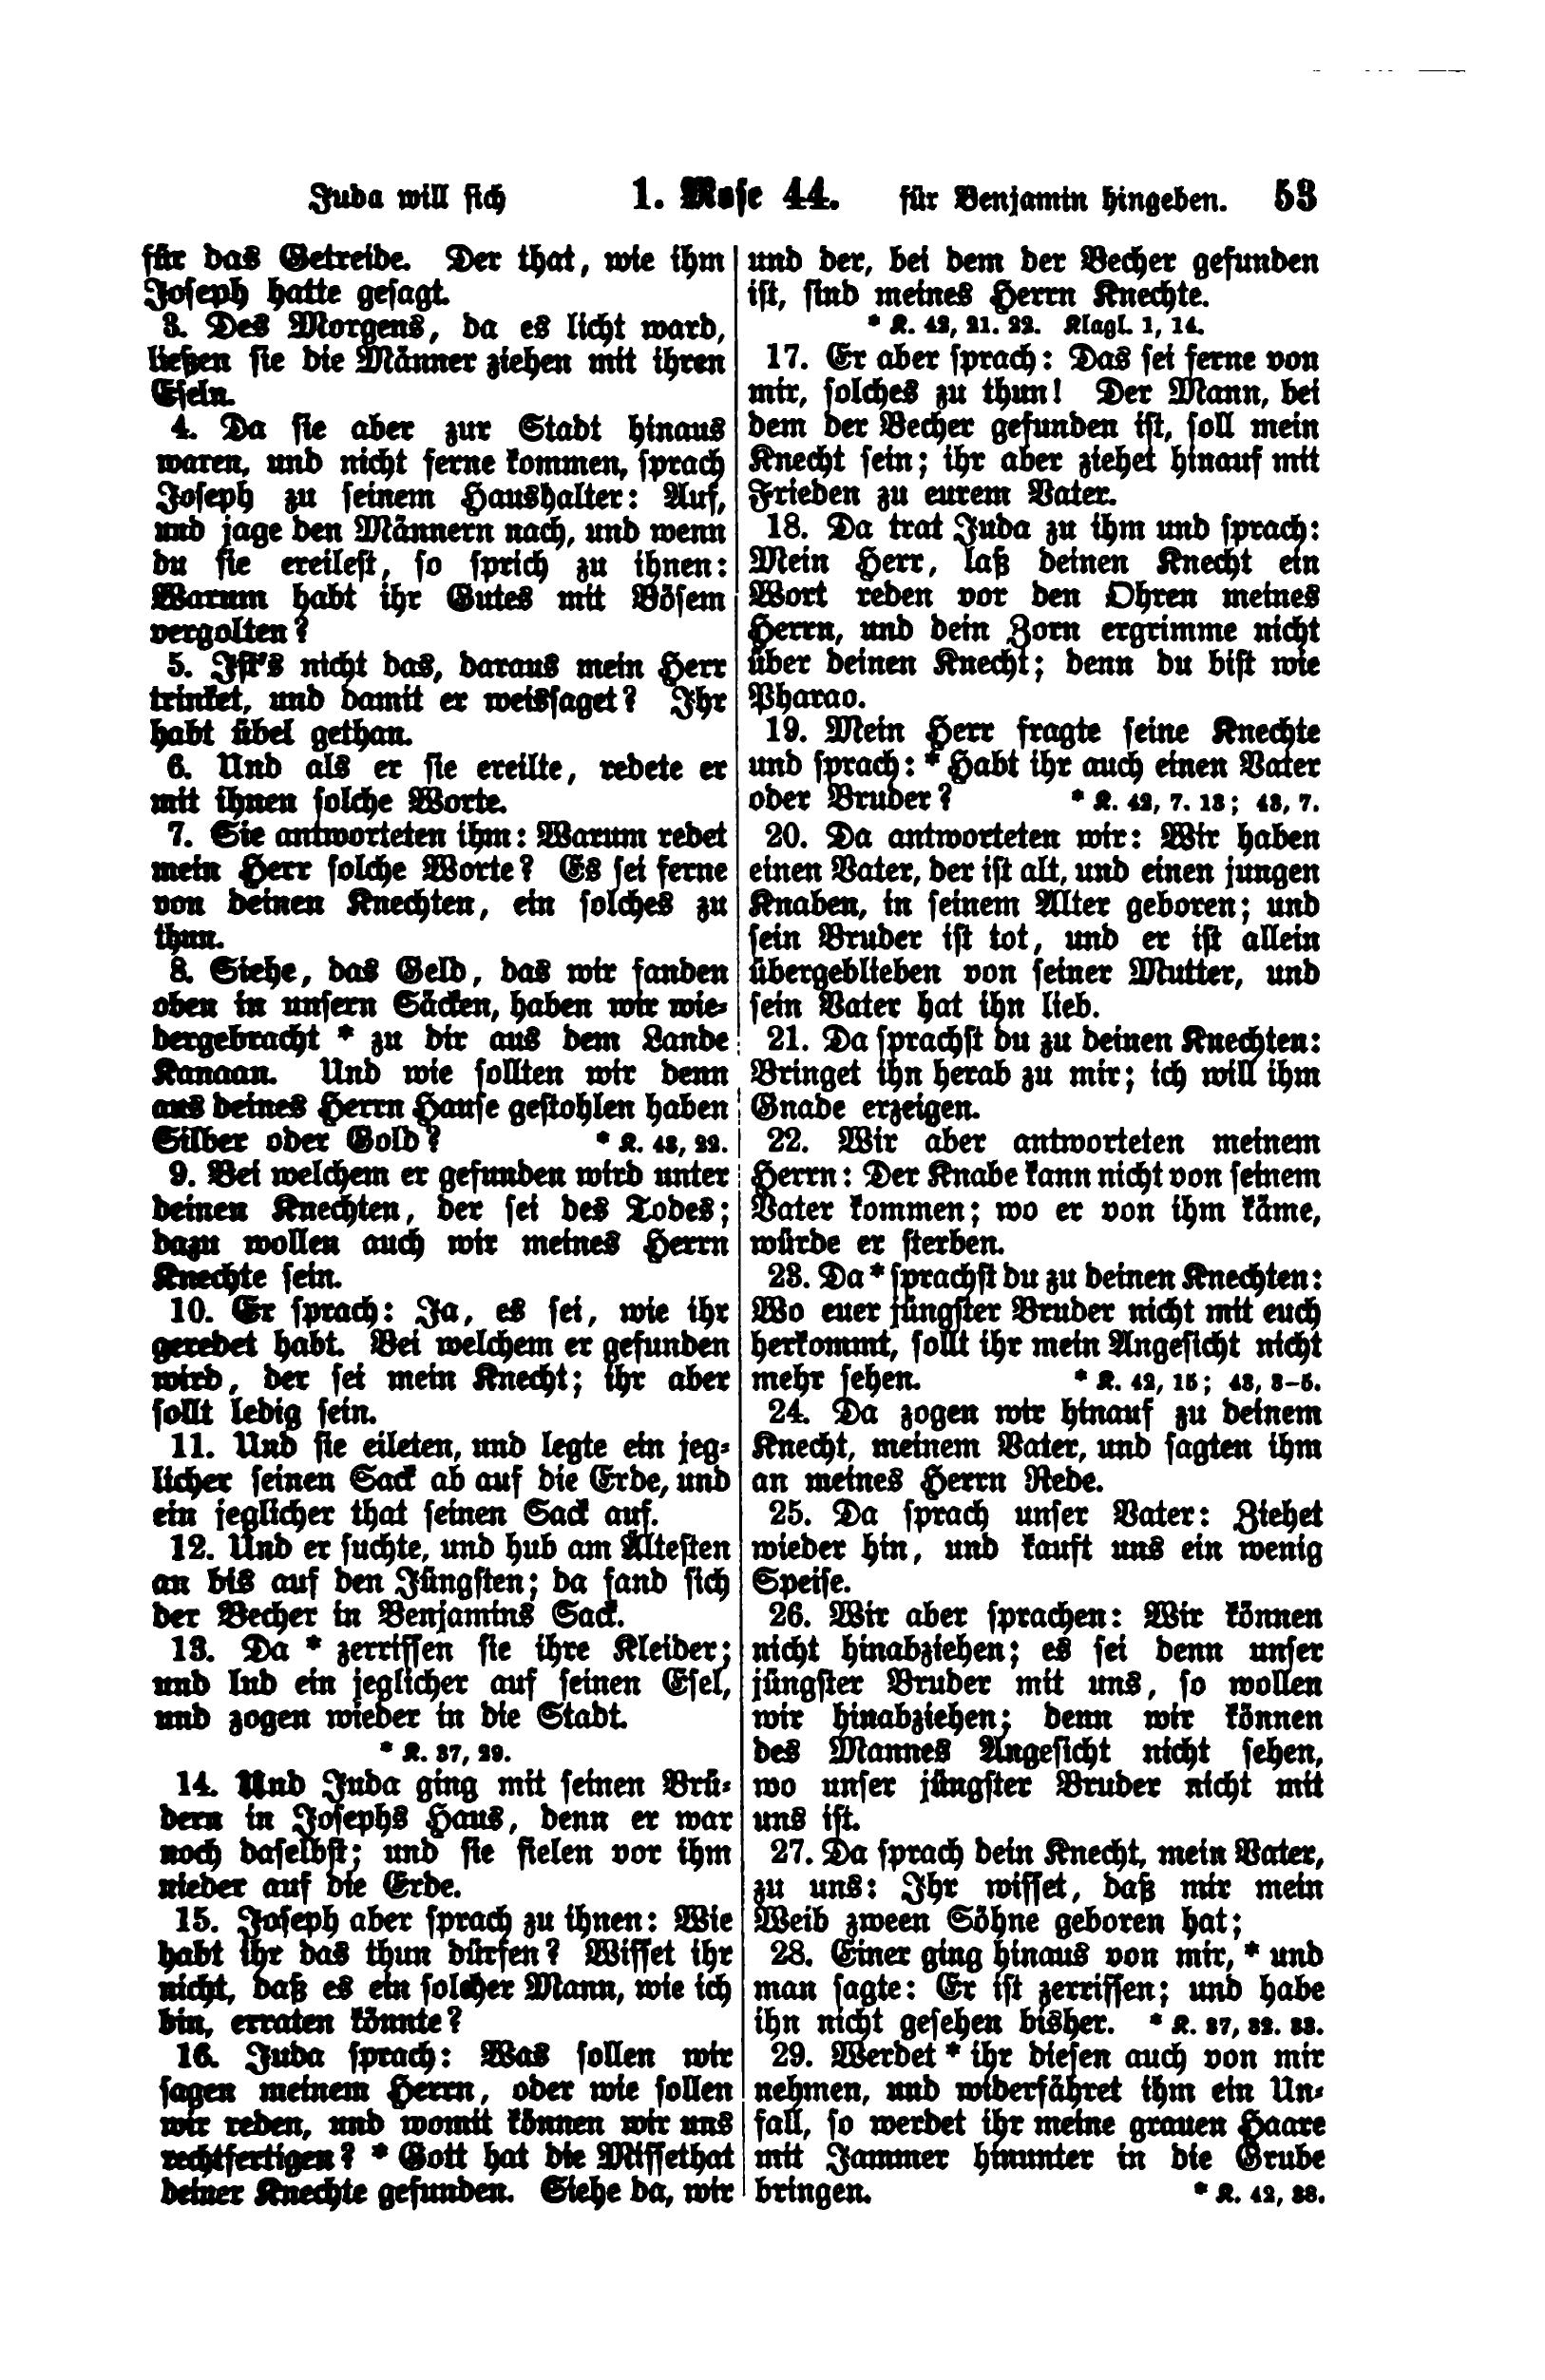 Juda will sich 1. Mose 44. für Benjamin hingeben. 53
für das Getreide. Der that, wie ihm
Joseph hatte gesagt.
3. Des Morgens, da es licht ward,
ließen sie die Männer ziehen mit ihren
Eseln.
4. Da sie aber zur Stadt hinaus
waren, und nicht ferne kommen, sprach
Joseph zu seinem Haushalter: Auf,
und jage den Männern nach, und wenn
du sie ereilest, so sprich zu ihnen:
Warum habt ihr Gutes mit Bösem
vergolten?
5. Ist's nicht das, daraus mein Herr
trinket, und damit er weissaget? Ihr
habt übel gethan.
6. Und als er sie ereilte, redete er
mit ihnen solche Worte.
7. Sie antworteten ihm: Warum redet
mein Herr solche Worte? Es sei ferne
von deinen Knechten, ein solches zu
thun.
8. Siehe, das Geld, das wir fanden
oben in unsern Säcken, haben wir wie-
dergebracht * zu dir aus dem Lande
Kanaan. Und wie sollten wir denn
aus deines Herrn Hause gestohlen haben
Silber oder Gold? * K. 43, 22.
9. Bei welchem er gefunden wird unter
deinen Knechten, der sei des Todes;
dazu wollen auch wir meines Herrn
Knechte sein.
10. Er sprach: Ja, es sei, wie ihr
geredet habt. Bei welchem er gefunden
wird, der sei mein Knecht; ihr aber
sollt ledig sein.
11. Und sie eileten, und legte ein jeg-
licher seinen Sack ab auf die Erde, und
ein jeglicher that seinen Sack auf.
12. Und er suchte, und hub am Ältesten
an bis auf den Jüngsten; da fand sich
der Becher in Benjamins Sack.
13. Da * zerrissen sie ihre Kleider;
und lud ein jeglicher auf seinen Esel,
und zogen wieder in die Stadt.
* K. 37, 29.
14. Und Juda ging mit seinen Brü-
dern in Josephs Haus, denn er war
noch daselbst; und sie fielen vor ihm
nieder auf die Erde.
15. Joseph aber sprach zu ihnen: Wie
habt ihr das thun dürfen? Wisset ihr
nicht, daß es ein solcher Mann, wie ich
bin, erraten könnte?
16. Juda sprach: Was sollen wir
sagen meinem Herrn, oder wie sollen
wir reden, und womit können wir uns
rechtfertigen? * Gott hat die Missethat
deiner Knechte gefunden. Siehe da, wir
und der, bei dem der Becher gefunden
ist, sind meines Herrn Knechte.
* K. 42, 21. 22. Klagl. 1, 14.
17. Er aber sprach: Das sei ferne von
mir, solches zu thun! Der Mann, bei
dem der Becher gefunden ist, soll mein
Knecht sein; ihr aber ziehet hinauf mit
Frieden zu eurem Vater.
18. Da trat Juda zu ihm und sprach:
Mein Herr, laß deinen Knecht ein
Wort reden vor den Ohren meines
Herrn, und dein Zorn ergrimme nicht
über deinen Knecht; denn du bist wie
Pharao.
19. Mein Herr fragte seine Knechte
und sprach: * Habt ihr auch einen Vater
oder Bruder? * K. 42, 7. 13; 43, 7.
20. Da antworteten wir: Wir haben
einen Vater, der ist alt, und einen jungen
Knaben, in seinem Alter geboren; und
sein Bruder ist tot, und er ist allein
übergeblieben von seiner Mutter, und
sein Vater hat ihn lieb.
21. Da sprachst du zu deinen Knechten:
Bringet ihn herab zu mir; ich will ihm
Gnade erzeigen.
22. Wir aber antworteten meinem
Herrn: Der Knabe kann nicht von seinem
Vater kommen; wo er von ihm käme,
würde er sterben.
23. Da * sprachst du zu deinen Knechten:
Wo euer jüngster Bruder nicht mit euch
herkommt, sollt ihr mein Angesicht nicht
mehr sehen. * K. 42, 15; 43, 3–5.
24. Da zogen wir hinauf zu deinem
Knecht, meinem Vater, und sagten ihm
an meines Herrn Rede.
25. Da sprach unser Vater: Ziehet
wieder hin, und kauft uns ein wenig
Speise.
26. Wir aber sprachen: Wir können
nicht hinabziehen; es sei denn unser
jüngster Bruder mit uns, so wollen
wir hinabziehen; denn wir können
des Mannes Angesicht nicht sehen,
wo unser jüngster Bruder nicht mit
uns ist.
27. Da sprach dein Knecht, mein Vater,
zu uns: Ihr wisset, daß mir mein
Weib zween Söhne geboren hat;
28. Einer ging hinaus von mir, * und
man sagte: Er ist zerrissen; und habe
ihn nicht gesehen bisher. * K. 37, 32. 33.
29. Werdet * ihr diesen auch von mir
nehmen, und widerfähret ihm ein Un-
fall, so werdet ihr meine grauen Haare
mit Jammer hinunter in die Grube
bringen. * K. 42, 38.